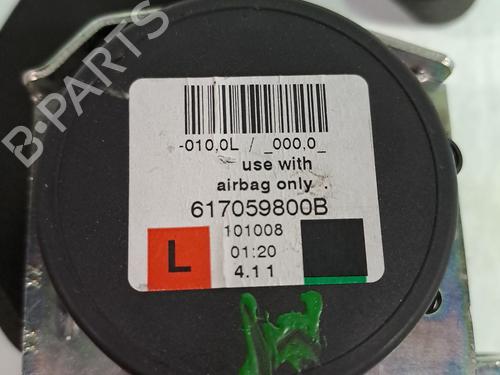 B-PARTS
-010,0L / _000,0_
use with
airbag only
617059800B
101008
L
01:20
4.1 1